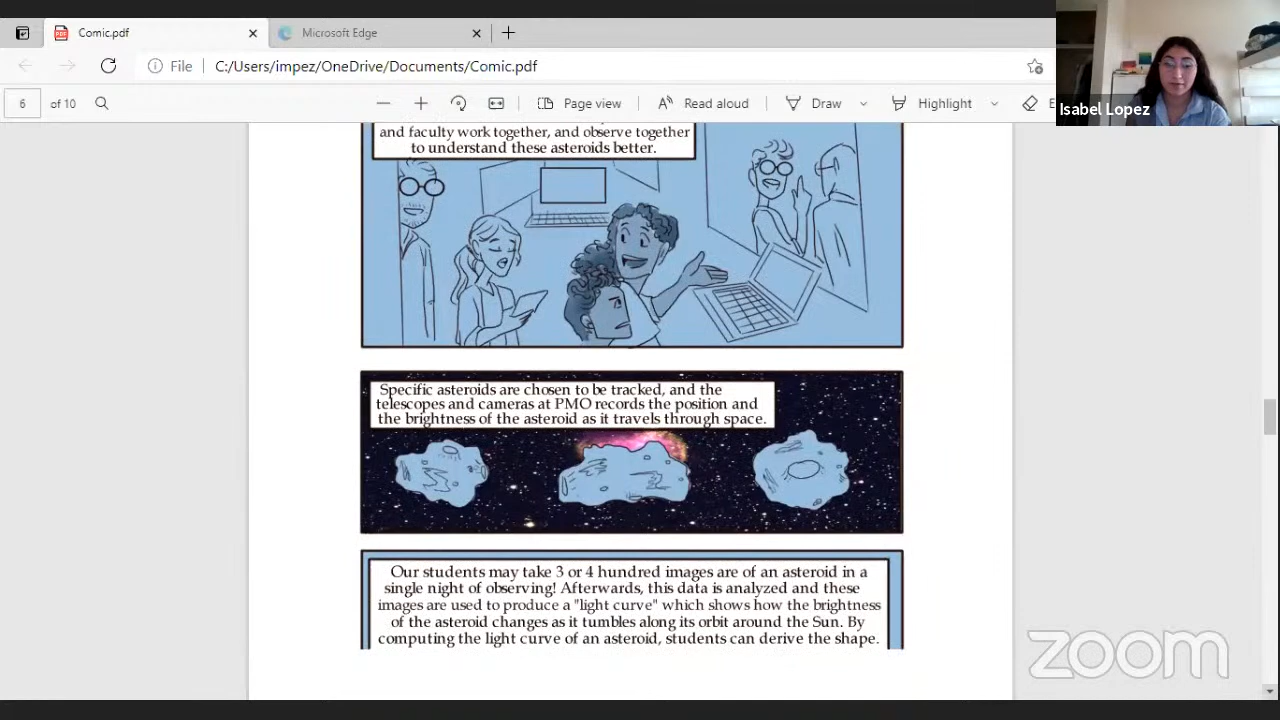 Comic.pdf
Microsoft Edge
File
C:/Users/impez/OneDrive/Documents/Comic.pdf
6 of 10
Page view
Read aloud
Draw
Highlight
Isabel Lopez
and faculty work together, and observe together
to understand these asteroids better.
Specific asteroids are chosen to be tracked, and the
telescopes and cameras at PMO records the position and
the brightness of the asteroid as it travels through space.
Our students may take 3 or 4 hundred images are of an asteroid in a
single night of observing! Afterwards, this data is analyzed and these
images are used to produce a "light curve" which shows how the brightness
of the asteroid changes as it tumbles along its orbit around the Sun. By
computing the light curve of an asteroid, students can derive the shape.
zoom